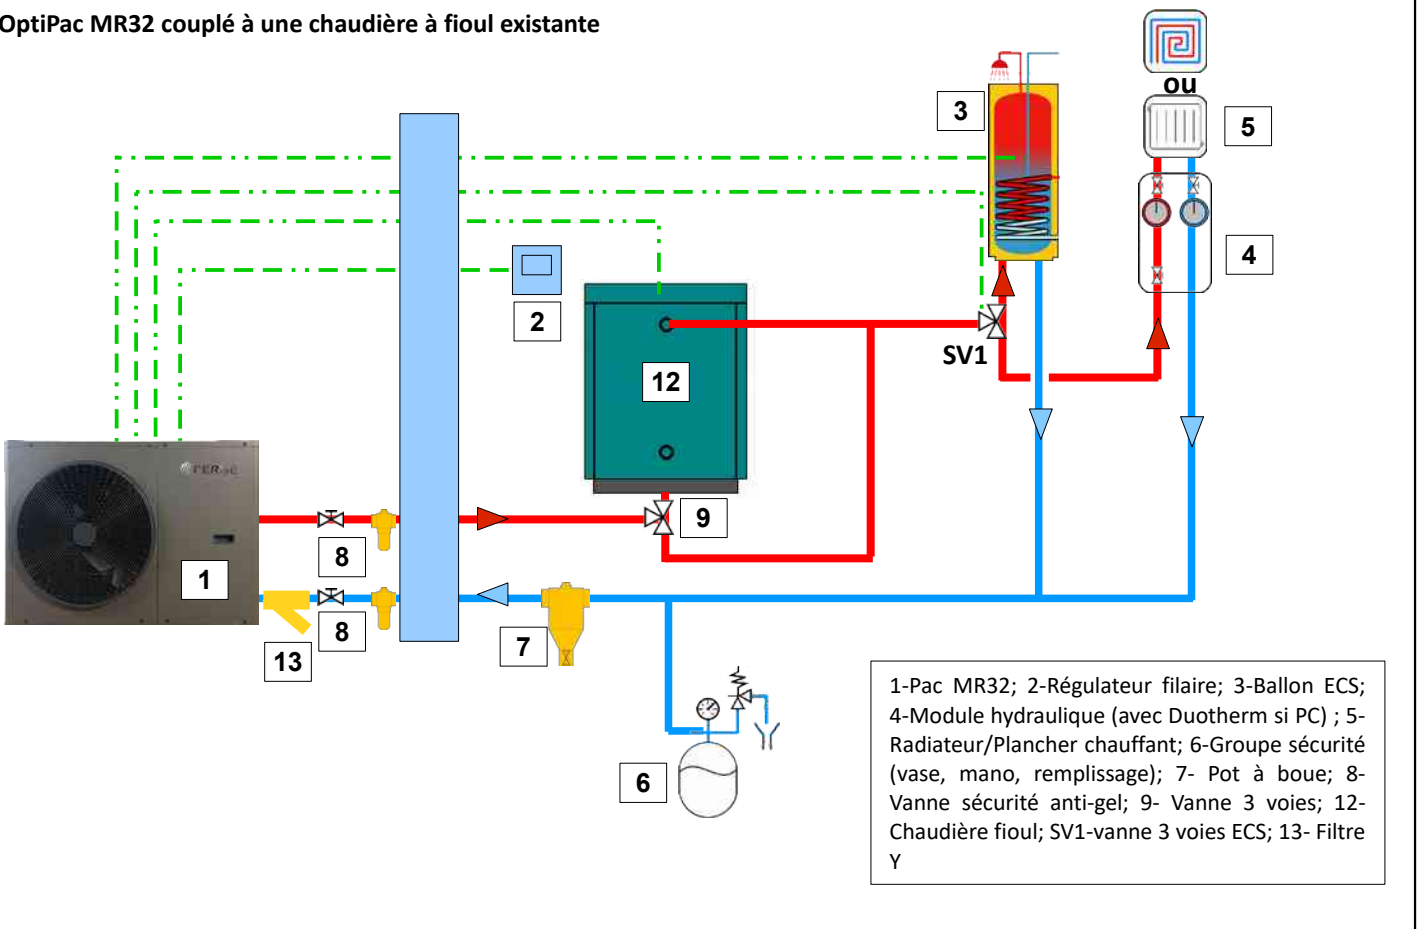 OptiPac MR32 couplé à une chaudière à fioul existante
ou
3
5
4
2
SV1
12
9
8
1
8
7
13
6
1-Pac MR32; 2-Régulateur filaire; 3-Ballon ECS;
4-Module hydraulique (avec Duotherm si PC) ; 5-
Radiateur/Plancher chauffant; 6-Groupe sécurité
(vase, mano, remplissage); 7- Pot à boue; 8-
Vanne sécurité anti-gel; 9- Vanne 3 voies; 12-
Chaudière fioul; SV1-vanne 3 voies ECS; 13- Filtre
Y